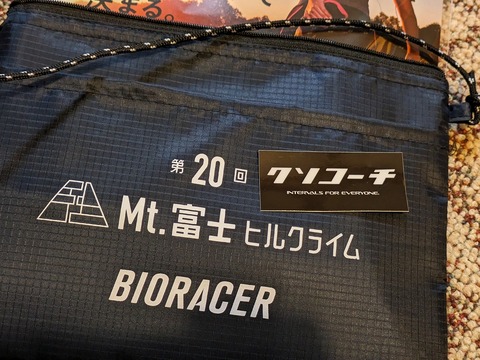 まる。
第20回
Mt.富士ヒルクライム
BIORACER
クソコーチ
INTERVALS FOR EVERYONE.